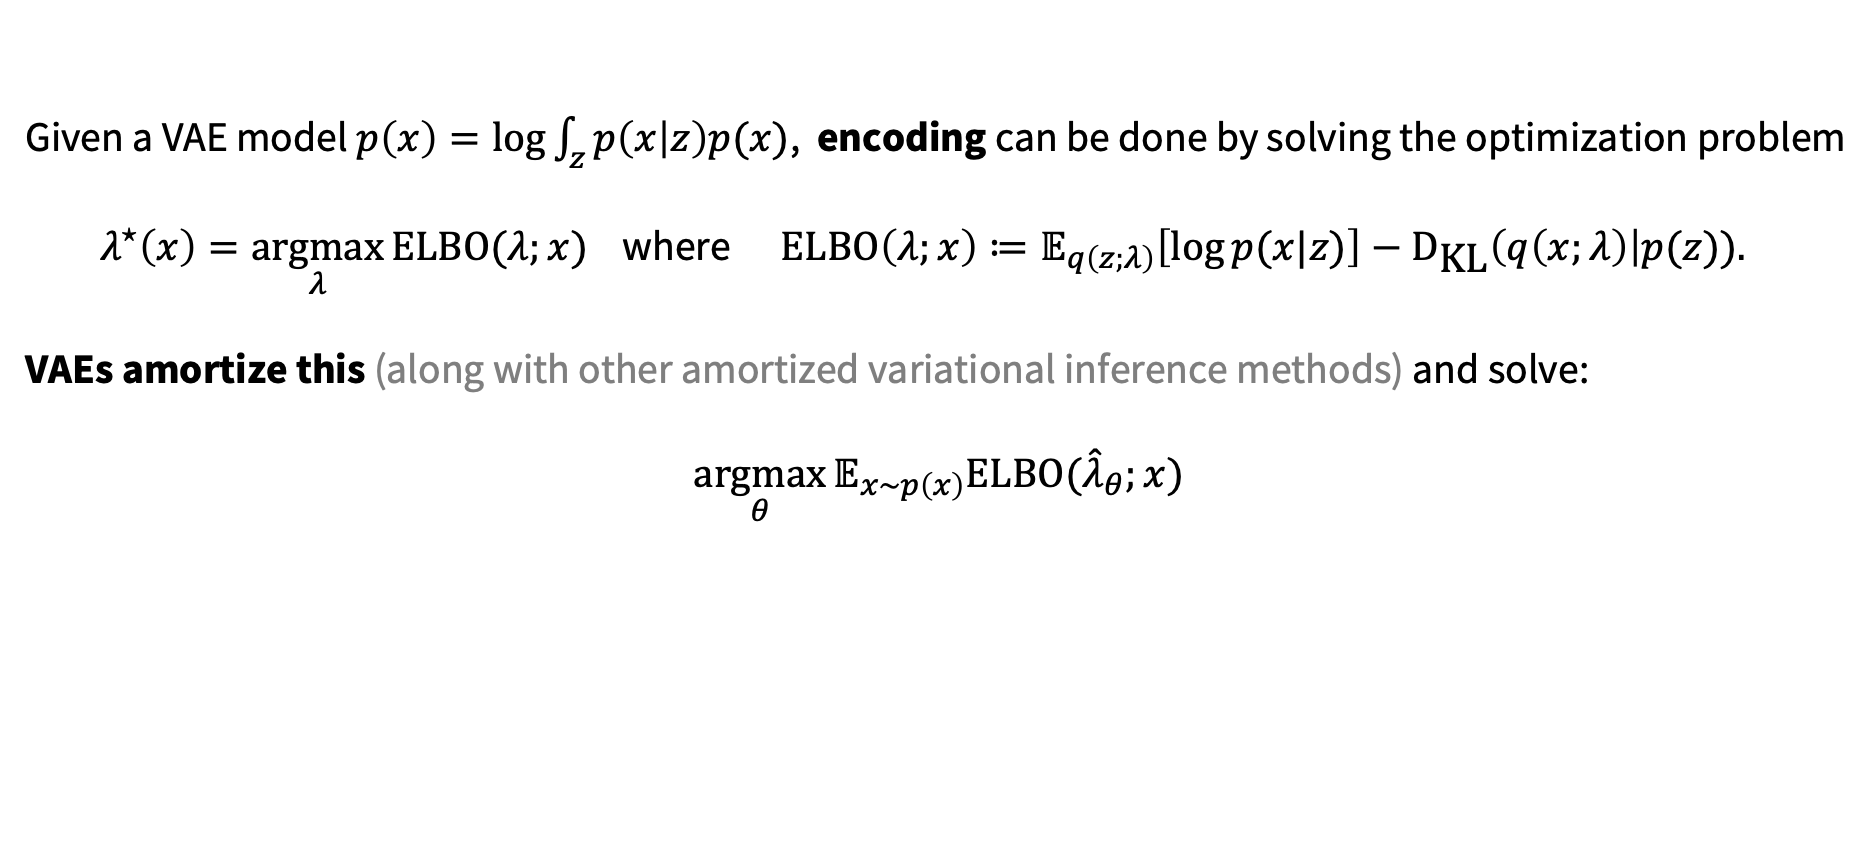 Given a VAE model p(x) = log ∫_z p(x|z)p(x), encoding can be done by solving the optimization problem
λ⋆(x) = argmax_λ ELBO(λ; x) where ELBO(λ; x) ≔ 𝔼_{q(z;λ)}[log p(x|z)] − D_KL(q(x; λ)|p(z)).
VAEs amortize this (along with other amortized variational inference methods) and solve:
argmax_θ 𝔼_{x~p(x)} ELBO(λ̂_θ; x)